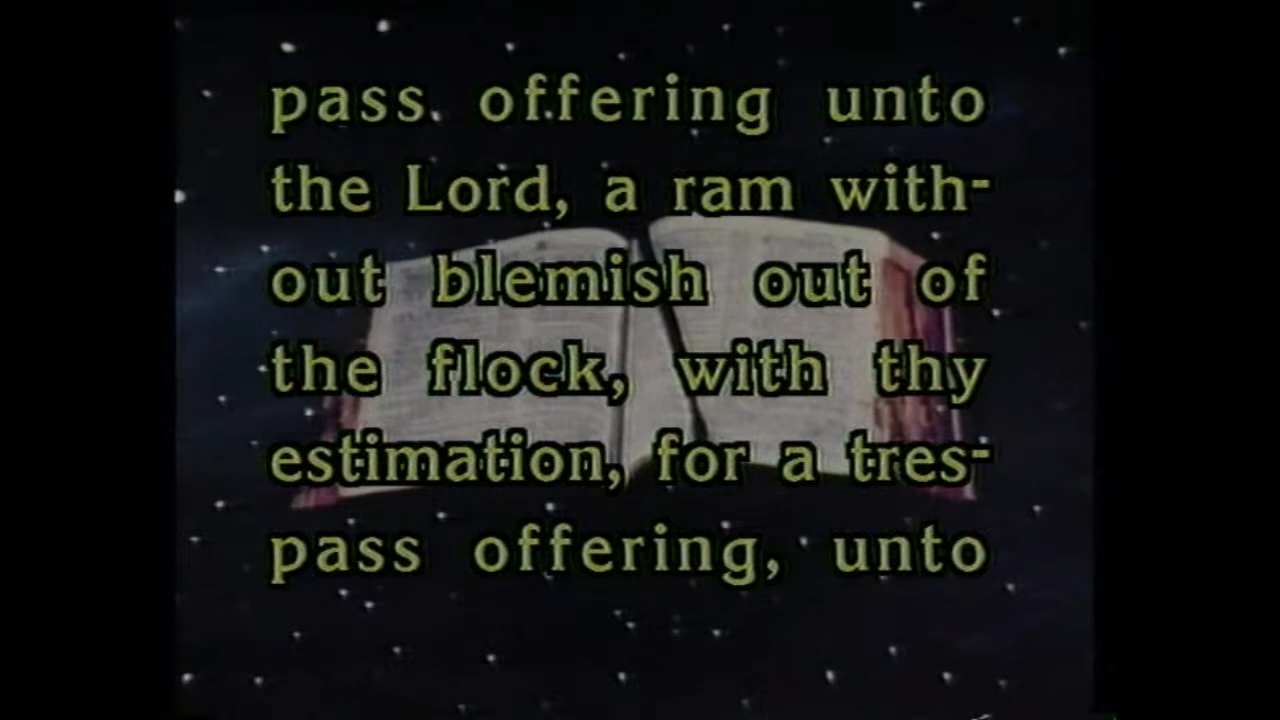 pass offering unto
the Lord, a ram with-
out blemish out of
the flock, with thy
estimation, for a tres-
pass offering, unto